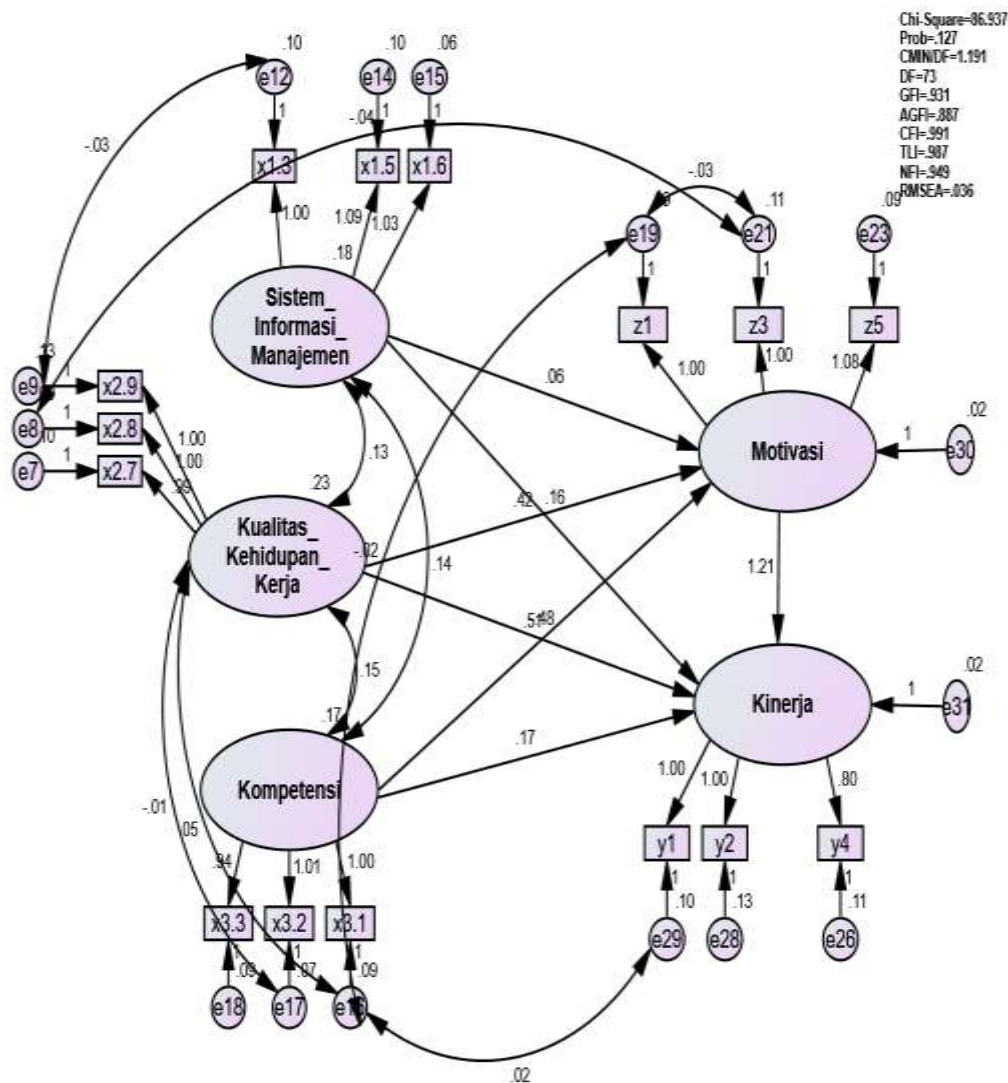 Chi-Square=86.937
Prob=.127
CMIN/DF=1.191
DF=73
GFI=.931
AGFI=.887
CFI=.991
TLI=.987
NFI=.949
RMSEA=.036
.10
.10
.06
e12
e14
e15
1
1
1
-.04
-.03
x1.3
x1.5
x1.6
1.00
1.09
1.03
.18
-.03
.11
.09
e19
e21
e23
1
1
1
z1
z3
z5
1.00
1.00
1.08
Sistem_
Informasi_
Manajemen
e9
1
x2.9
e8
1
x2.8
e7
1
x2.7
1.00
1.00
.99
.06
.13
.23
.42
.16
Motivasi
1
.02
e30
Kualitas_
Kehidupan_
Kerja
-.02
.14
1.21
.15
.17
.17
Kompetensi
Kinerja
1
.02
e31
-.01
.05
.94
1.01
1.00
x3.3
x3.2
x3.1
1
1
1
.09
.07
.09
e18
e17
e16
1.00
1.00
.80
y1
y2
y4
1
1
1
.10
.13
.11
e29
e28
e26
.02